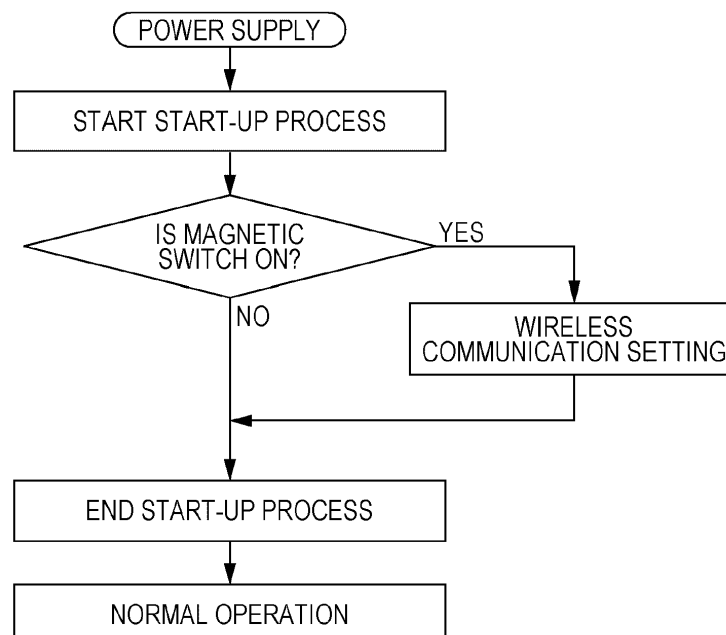 POWER SUPPLY
START START-UP PROCESS
IS MAGNETIC
SWITCH ON?
YES
NO
WIRELESS
COMMUNICATION SETTING
END START-UP PROCESS
NORMAL OPERATION